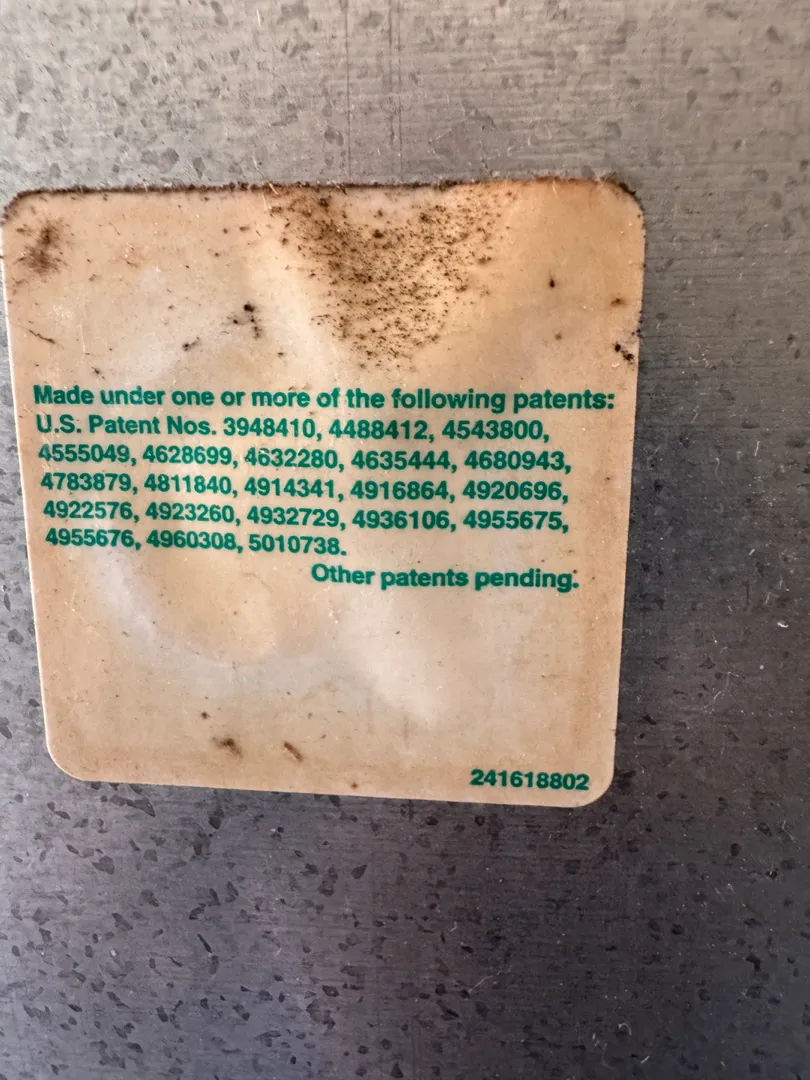 Made under one or more of the following patents:
U.S. Patent Nos. 3948410, 4488412, 4543800,
4555049, 4628699, 4632280, 4635444, 4680943,
4783879, 4811840, 4914341, 4916864, 4920696,
4922576, 4923260, 4932729, 4936106, 4955675,
4955676, 4960308, 5010738.
Other patents pending.
241618802